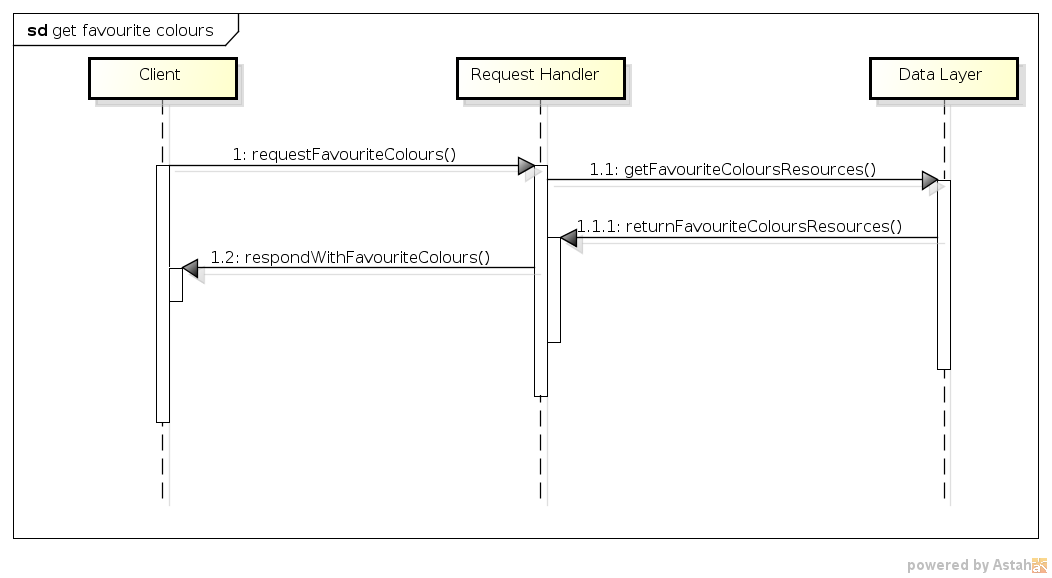 sd get favourite colours
Client
Request Handler
Data Layer
1: requestFavouriteColours()
1.1: getFavouriteColoursResources()
1.1.1: returnFavouriteColoursResources()
1.2: respondWithFavouriteColours()
powered by Astah